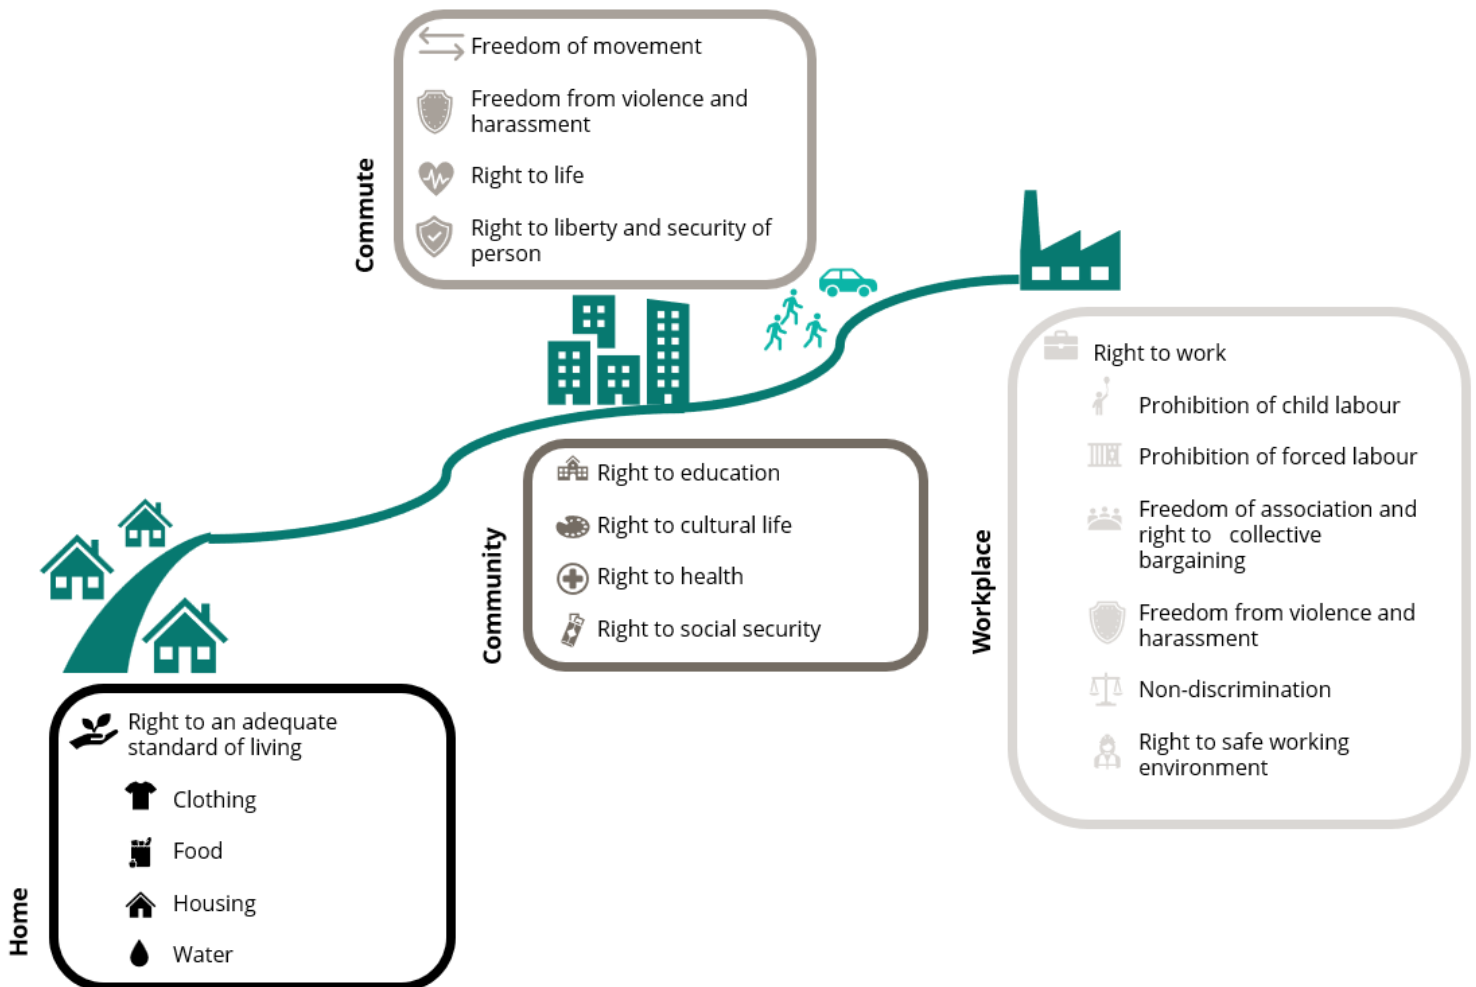 Commute
Freedom of movement
Freedom from violence and
harassment
Right to life
Right to liberty and security of
person
Workplace
Right to work
Prohibition of child labour
Prohibition of forced labour
Freedom of association and
right to collective
bargaining
Freedom from violence and
harassment
Non-discrimination
Right to safe working
environment
Community
Right to education
Right to cultural life
Right to health
Right to social security
Home
Right to an adequate
standard of living
Clothing
Food
Housing
Water